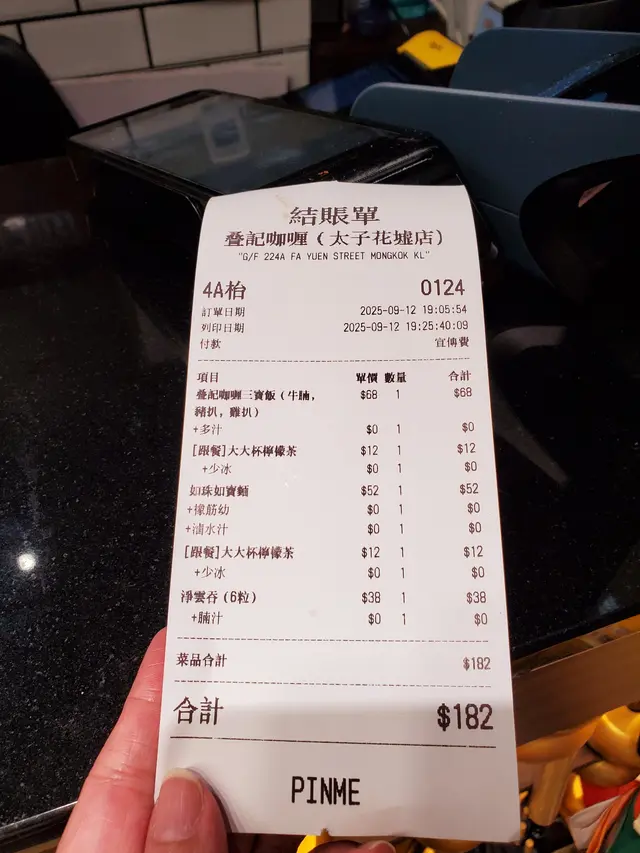 結賬單
叠記咖喱（太子花墟店）
"G/F 224A FA YUEN STREET MONGKOK KL"
4A枱 0124
訂單日期 2025-09-12 19:05:54
列印日期 2025-09-12 19:25:40:09
付款 宣傳費
項目 單價 數量 合計
叠記咖喱三寶飯（牛腩， $68 1 $68
豬扒，雞扒）
+多汁 $0 1 $0
[跟餐]大大杯檸檬茶 $12 1 $12
+少冰 $0 1 $0
如珠如寶麵 $52 1 $52
+橡筋幼 $0 1 $0
+滷水汁 $0 1 $0
[跟餐]大大杯檸檬茶 $12 1 $12
+少冰 $0 1 $0
淨雲吞（6粒） $38 1 $38
+腩汁 $0 1 $0
菜品合計 $182
合計 $182
PINME